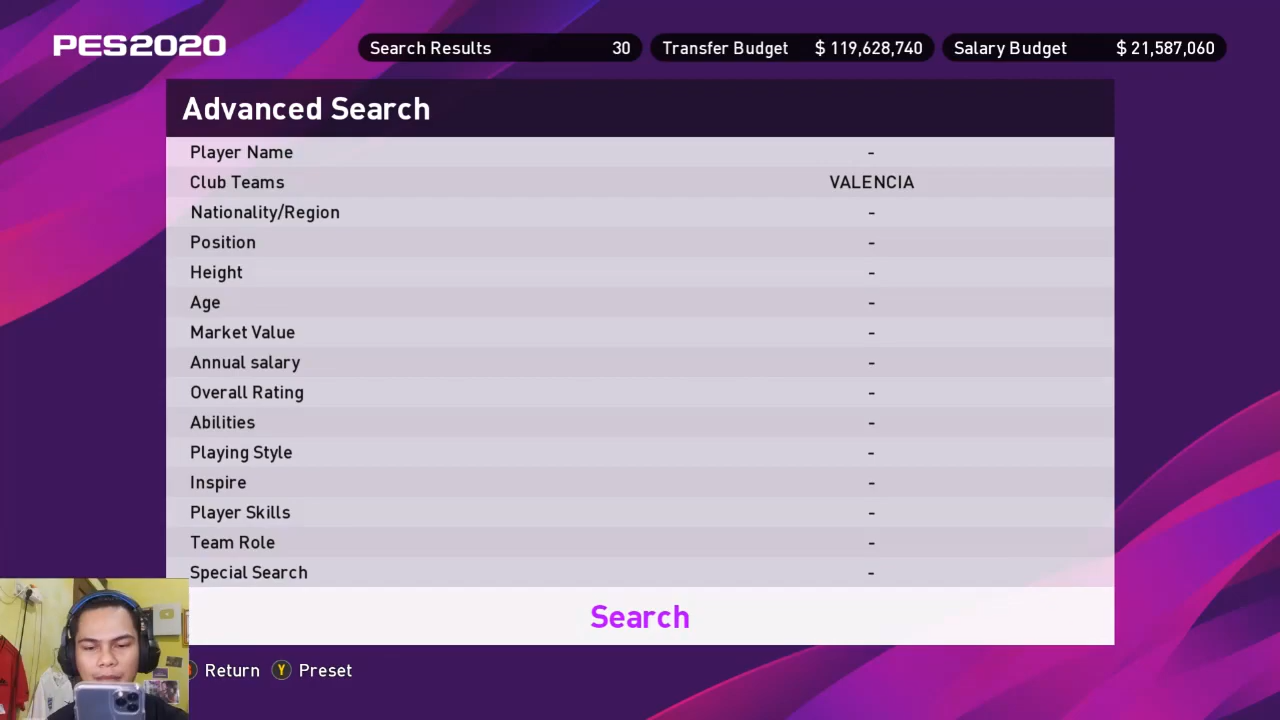 PES2020
Search Results 30
Transfer Budget $ 119,628,740
Salary Budget $ 21,587,060
Advanced Search
Player Name -
Club Teams VALENCIA
Nationality/Region -
Position -
Height -
Age -
Market Value -
Annual salary -
Overall Rating -
Abilities -
Playing Style -
Inspire -
Player Skills -
Team Role -
Special Search -
Search
Return Y Preset